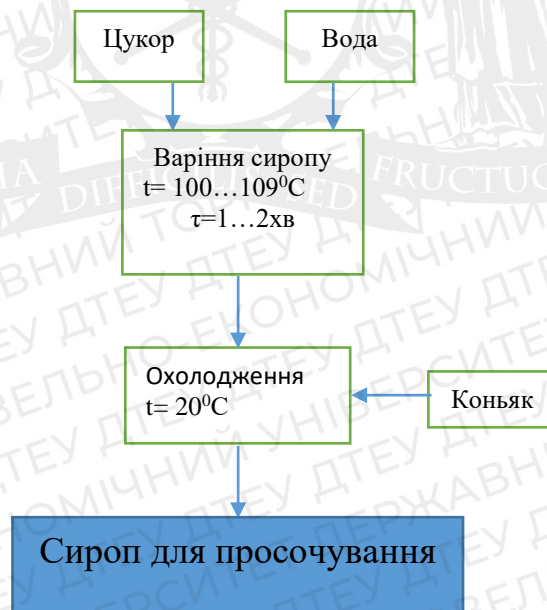 Цукор
Вода
Варіння сиропу
t= 100…109⁰С
τ=1…2хв
Охолодження
t= 20⁰С
Коньяк
Сироп для просочування